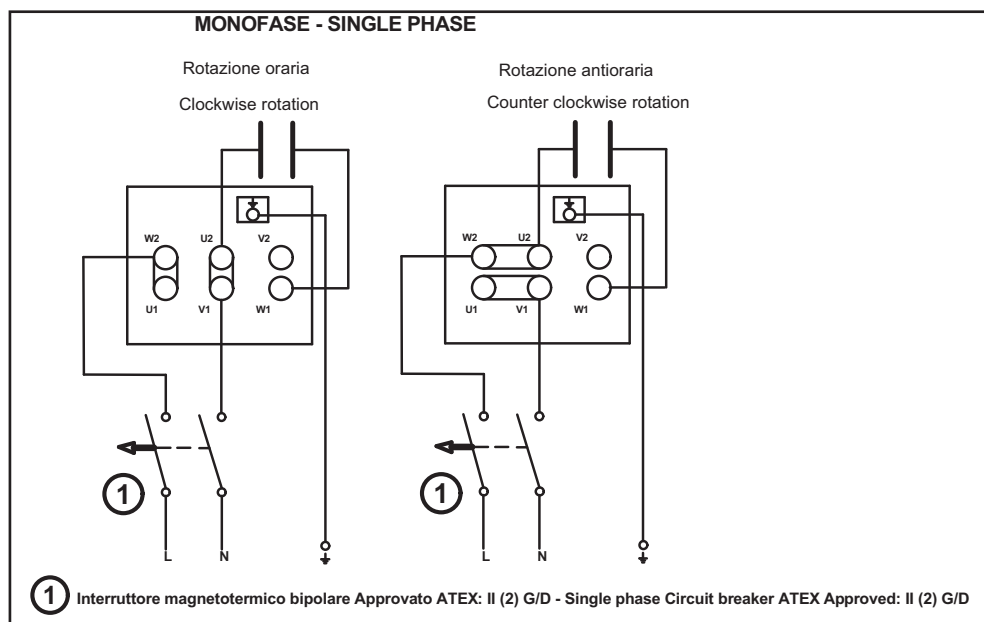 MONOFASE - SINGLE PHASE
Rotazione oraria
Clockwise rotation
Rotazione antioraria
Counter clockwise rotation
W2 U2 V2
U1 V1 W1
W2 U2 V2
U1 V1 W1
1
1
L N
L N
1 Interruttore magnetotermico bipolare Approvato ATEX: II (2) G/D - Single phase Circuit breaker ATEX Approved: II (2) G/D